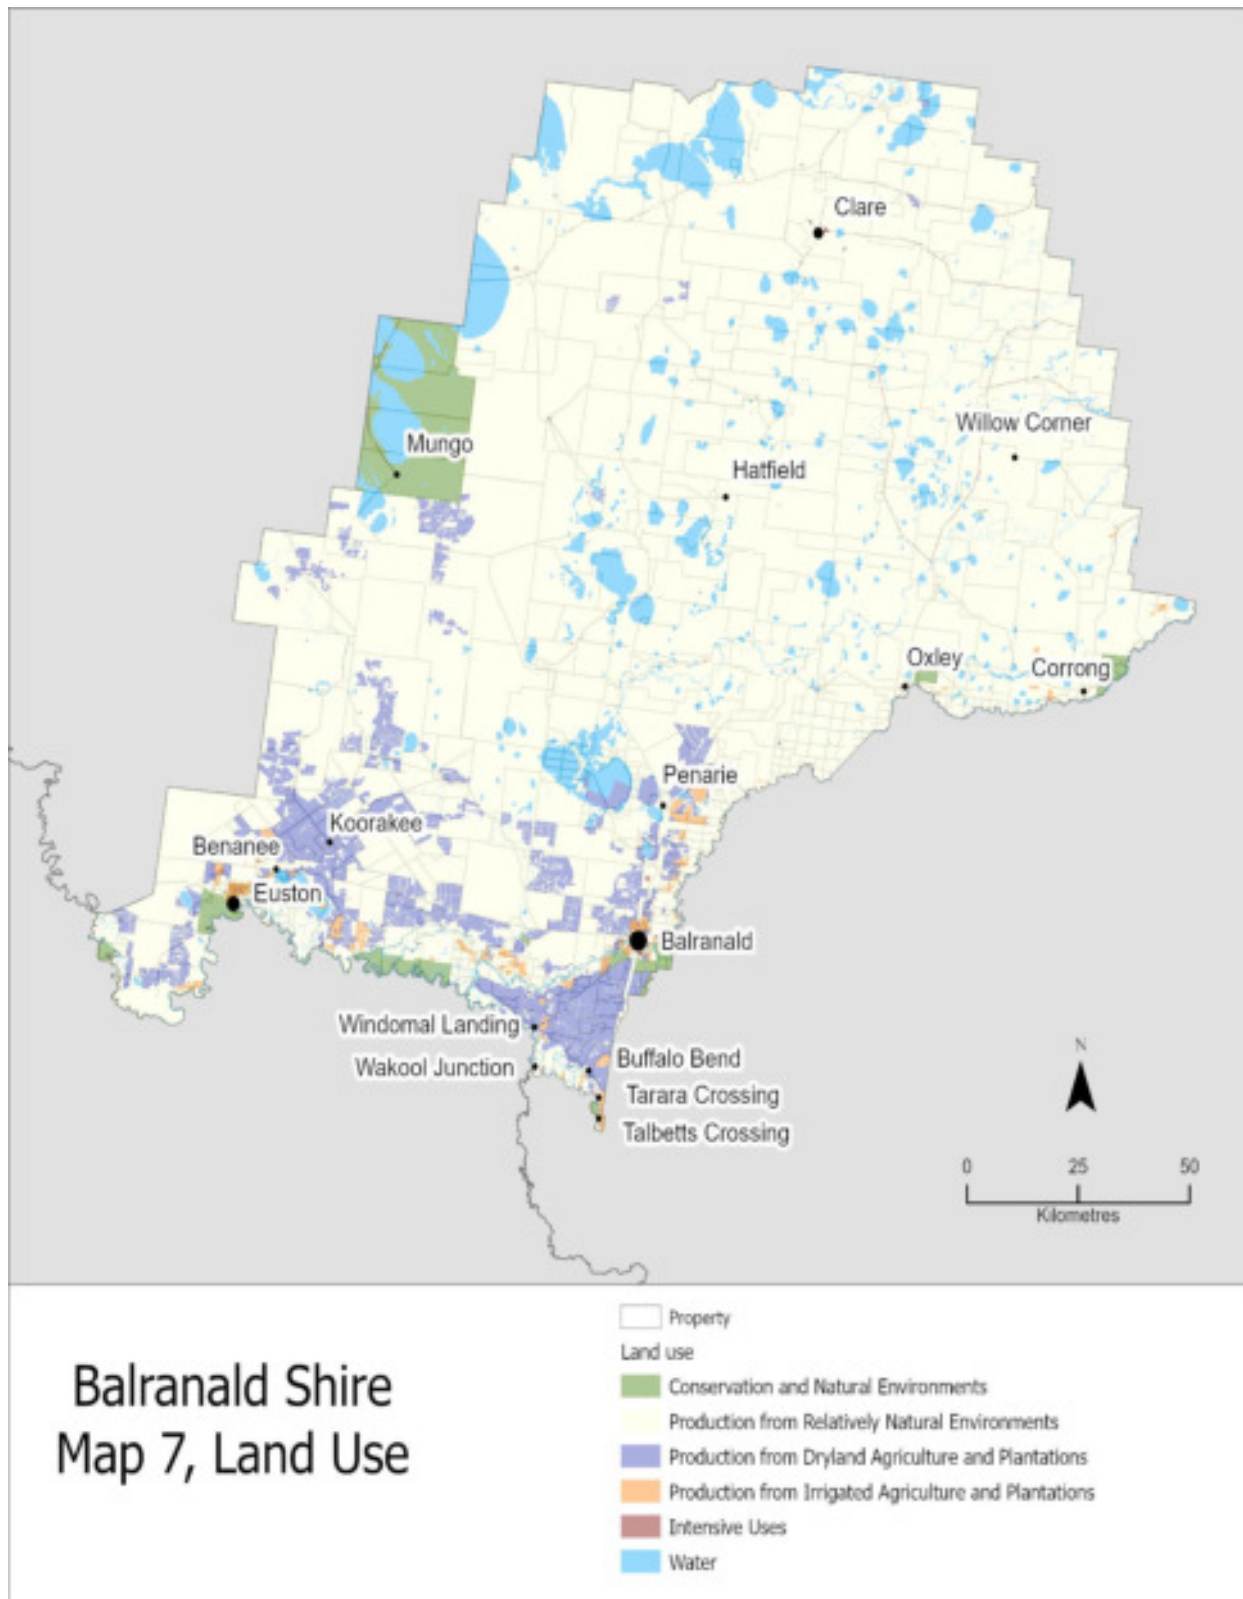 Clare
Willow Corner
Mungo
Hatfield
Oxley
Corrong
Penarie
Koorakee
Benanee
Euston
Balranald
Windomal Landing
Wakool Junction
Buffalo Bend
Tarara Crossing
Talbetts Crossing
N
0 25 50
Kilometres
Balranald Shire
Map 7, Land Use
Property
Land use
Conservation and Natural Environments
Production from Relatively Natural Environments
Production from Dryland Agriculture and Plantations
Production from Irrigated Agriculture and Plantations
Intensive Uses
Water